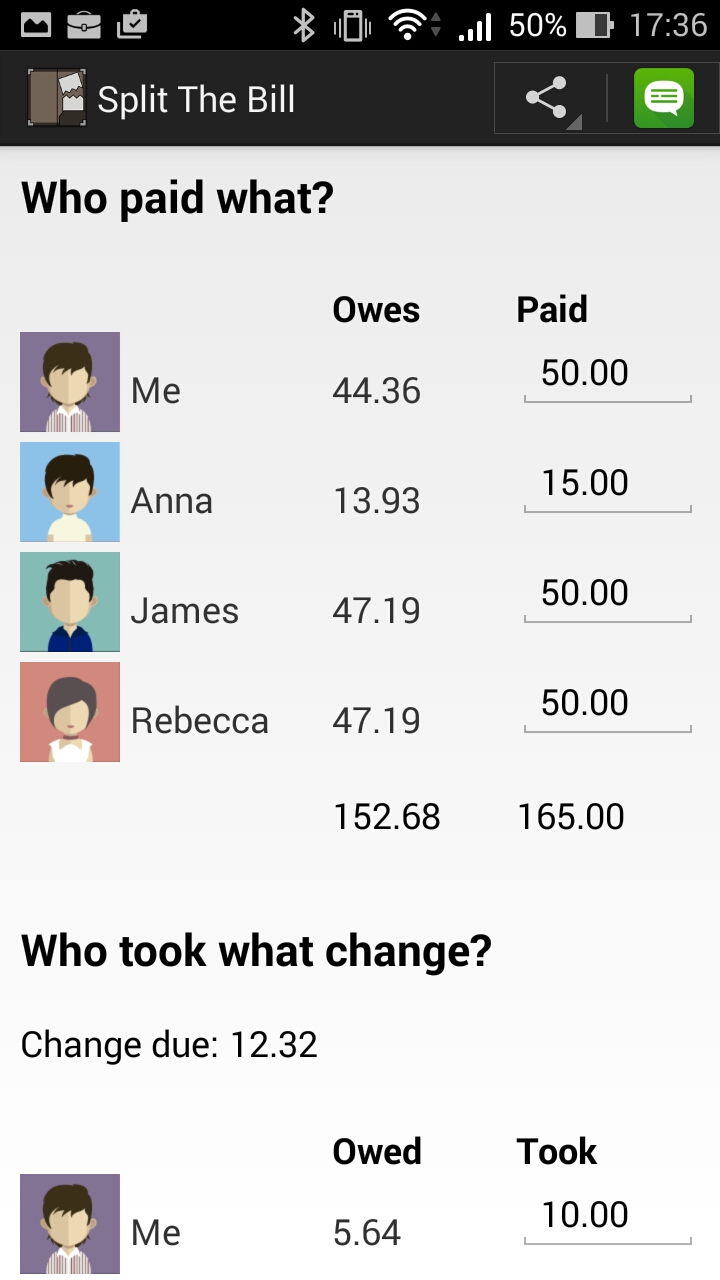 50% 17:36
Split The Bill
Who paid what?
Owes Paid
Me 44.36 50.00
Anna 13.93 15.00
James 47.19 50.00
Rebecca 47.19 50.00
152.68 165.00
Who took what change?
Change due: 12.32
Owed Took
Me 5.64 10.00